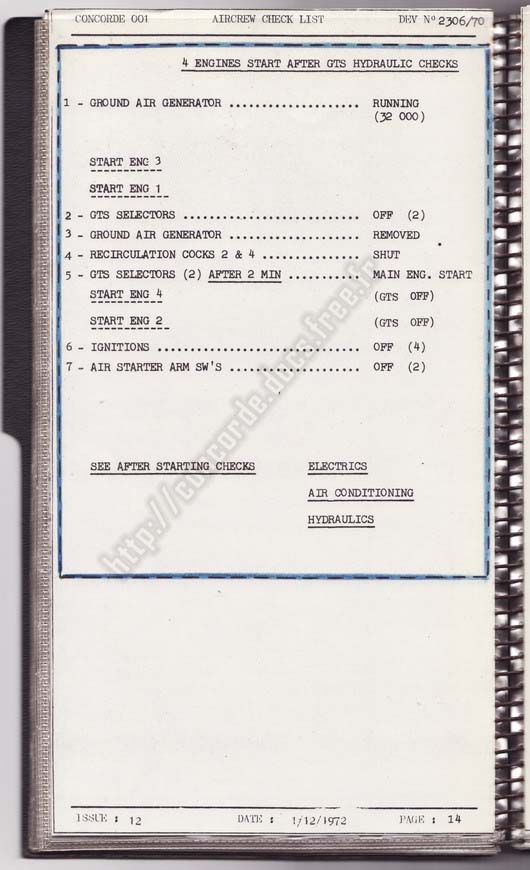 CONCORDE 001 AIRCREW CHECK LIST DEV Nº 2306/70
4 ENGINES START AFTER GTS HYDRAULIC CHECKS
1 - GROUND AIR GENERATOR .................... RUNNING
(32 000)
START ENG 3
START ENG 1
2 - GTS SELECTORS ........................... OFF (2)
3 - GROUND AIR GENERATOR .................... REMOVED
4 - RECIRCULATION COCKS 2 & 4 ............... SHUT
5 - GTS SELECTORS (2) AFTER 2 MIN ........... MAIN ENG. START
START ENG 4 (GTS OFF)
START ENG 2 (GTS OFF)
6 - IGNITIONS ............................... OFF (4)
7 - AIR STARTER ARM SW'S .................... OFF (2)
SEE AFTER STARTING CHECKS ELECTRICS
AIR CONDITIONING
HYDRAULICS
http://concorde.docs.free.fr
ISSUE : 12 DATE : 1/12/1972 PAGE : 14